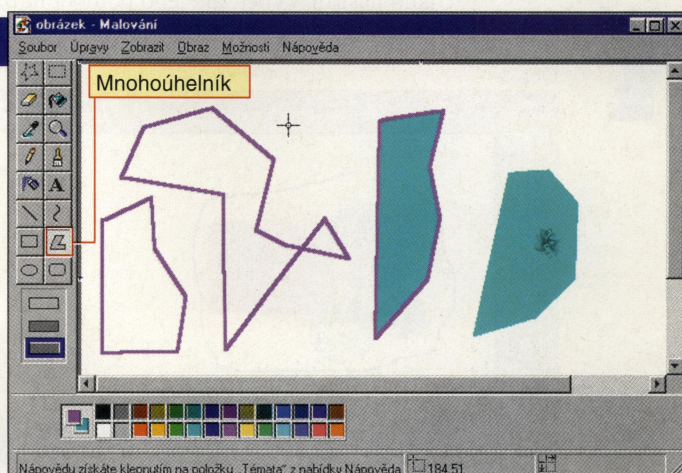 obrázek - Malování
Soubor Úpravy Zobrazit Obraz Možnosti Nápověda
Mnohoúhelník
A
Nápovědu získáte klepnutím na položku „Témata" z nabídky Nápověda
184,51